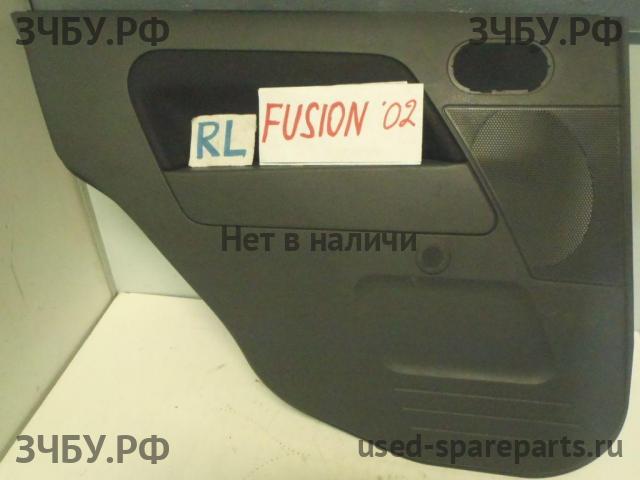 ЗЧБУ.РФ
ЗЧБУ.РФ
RL
FUSION '02
Нет в наличи
ЗЧБУ.РФ
used-spareparts.ru